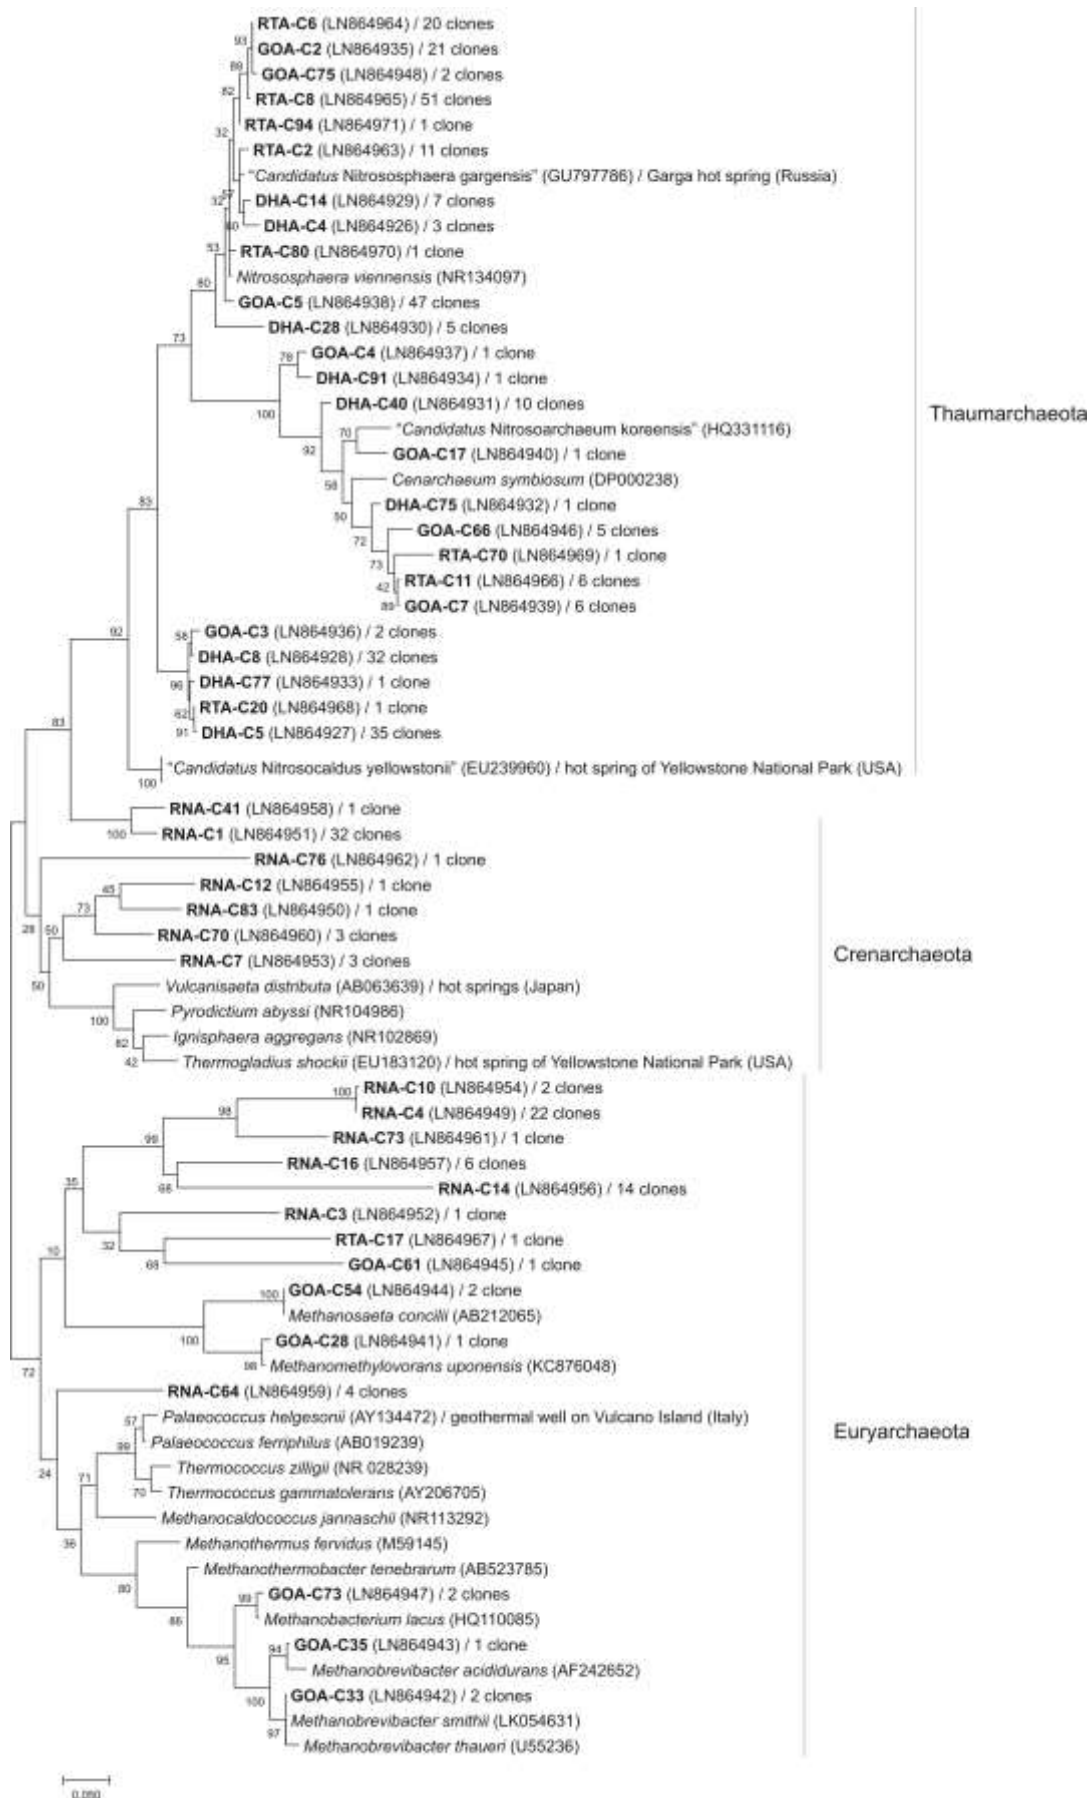 RTA-C6 (LN864964) / 20 clones
GOA-C2 (LN864935) / 21 clones
GOA-C75 (LN864948) / 2 clones
RTA-C8 (LN864965) / 51 clones
RTA-C94 (LN864971) / 1 clone
RTA-C2 (LN864963) / 11 clones
"Candidatus Nitrososphaera gargensis" (GU797786) / Garga hot spring (Russia)
DHA-C14 (LN864929) / 7 clones
DHA-C4 (LN864926) / 3 clones
RTA-C80 (LN864970) /1 clone
Nitrososphaera viennensis (NR134097)
GOA-C5 (LN864938) / 47 clones
DHA-C28 (LN864930) / 5 clones
GOA-C4 (LN864937) / 1 clone
DHA-C91 (LN864934) / 1 clone
DHA-C40 (LN864931) / 10 clones
Thaumarchaeota
"Candidatus Nitrosoarchaeum koreensis" (HQ331116)
GOA-C17 (LN864940) / 1 clone
Cenarchaeum symbiosum (DP000238)
DHA-C75 (LN864932) / 1 clone
GOA-C66 (LN864946) / 5 clones
RTA-C70 (LN864969) / 1 clone
RTA-C11 (LN864966) / 6 clones
GOA-C7 (LN864939) / 6 clones
GOA-C3 (LN864936) / 2 clones
DHA-C8 (LN864928) / 32 clones
DHA-C77 (LN864933) / 1 clone
RTA-C20 (LN864968) / 1 clone
DHA-C5 (LN864927) / 35 clones
"Candidatus Nitrosocaldus yellowstonii" (EU239960) / hot spring of Yellowstone National Park (USA)
RNA-C41 (LN864958) / 1 clone
RNA-C1 (LN864951) / 32 clones
RNA-C76 (LN864962) / 1 clone
RNA-C12 (LN864955) / 1 clone
RNA-C83 (LN864950) / 1 clone
RNA-C70 (LN864960) / 3 clones
Crenarchaeota
RNA-C7 (LN864953) / 3 clones
Vulcanisaeta distributa (AB063639) / hot springs (Japan)
Pyrodictium abyssi (NR104986)
Ignisphaera aggregans (NR102869)
Thermogladius shockii (EU183120) / hot spring of Yellowstone National Park (USA)
RNA-C10 (LN864954) / 2 clones
RNA-C4 (LN864949) / 22 clones
RNA-C73 (LN864961) / 1 clone
RNA-C16 (LN864957) / 6 clones
RNA-C14 (LN864956) / 14 clones
RNA-C3 (LN864952) / 1 clone
RTA-C17 (LN864967) / 1 clone
GOA-C61 (LN864945) / 1 clone
GOA-C54 (LN864944) / 2 clone
Methanosaeta concilii (AB212065)
GOA-C28 (LN864941) / 1 clone
Methanomethylovorans uponensis (KC876048)
RNA-C64 (LN864959) / 4 clones
Palaeococcus helgesonii (AY134472) / geothermal well on Vulcano Island (Italy)
Euryarchaeota
Palaeococcus ferriphilus (AB019239)
Thermococcus zilligii (NR 028239)
Thermococcus gammatolerans (AY206705)
Methanocaldococcus jannaschii (NR113292)
Methanothermus fervidus (M59145)
Methanothermobacter tenebrarum (AB523785)
GOA-C73 (LN864947) / 2 clones
Methanobacterium lacus (HQ110085)
GOA-C35 (LN864943) / 1 clone
Methanobrevibacter acididurans (AF242652)
GOA-C33 (LN864942) / 2 clones
Methanobrevibacter smithii (LK054631)
Methanobrevibacter thaueri (U55236)
0.050